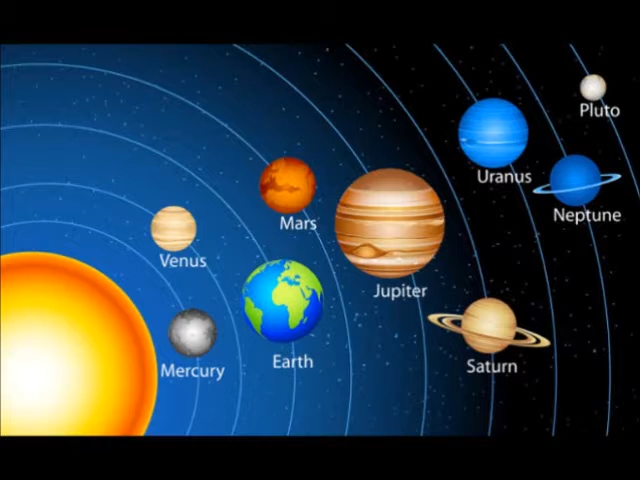 Pluto
Uranus
Neptune
Mars
Venus
Jupiter
Earth
Saturn
Mercury